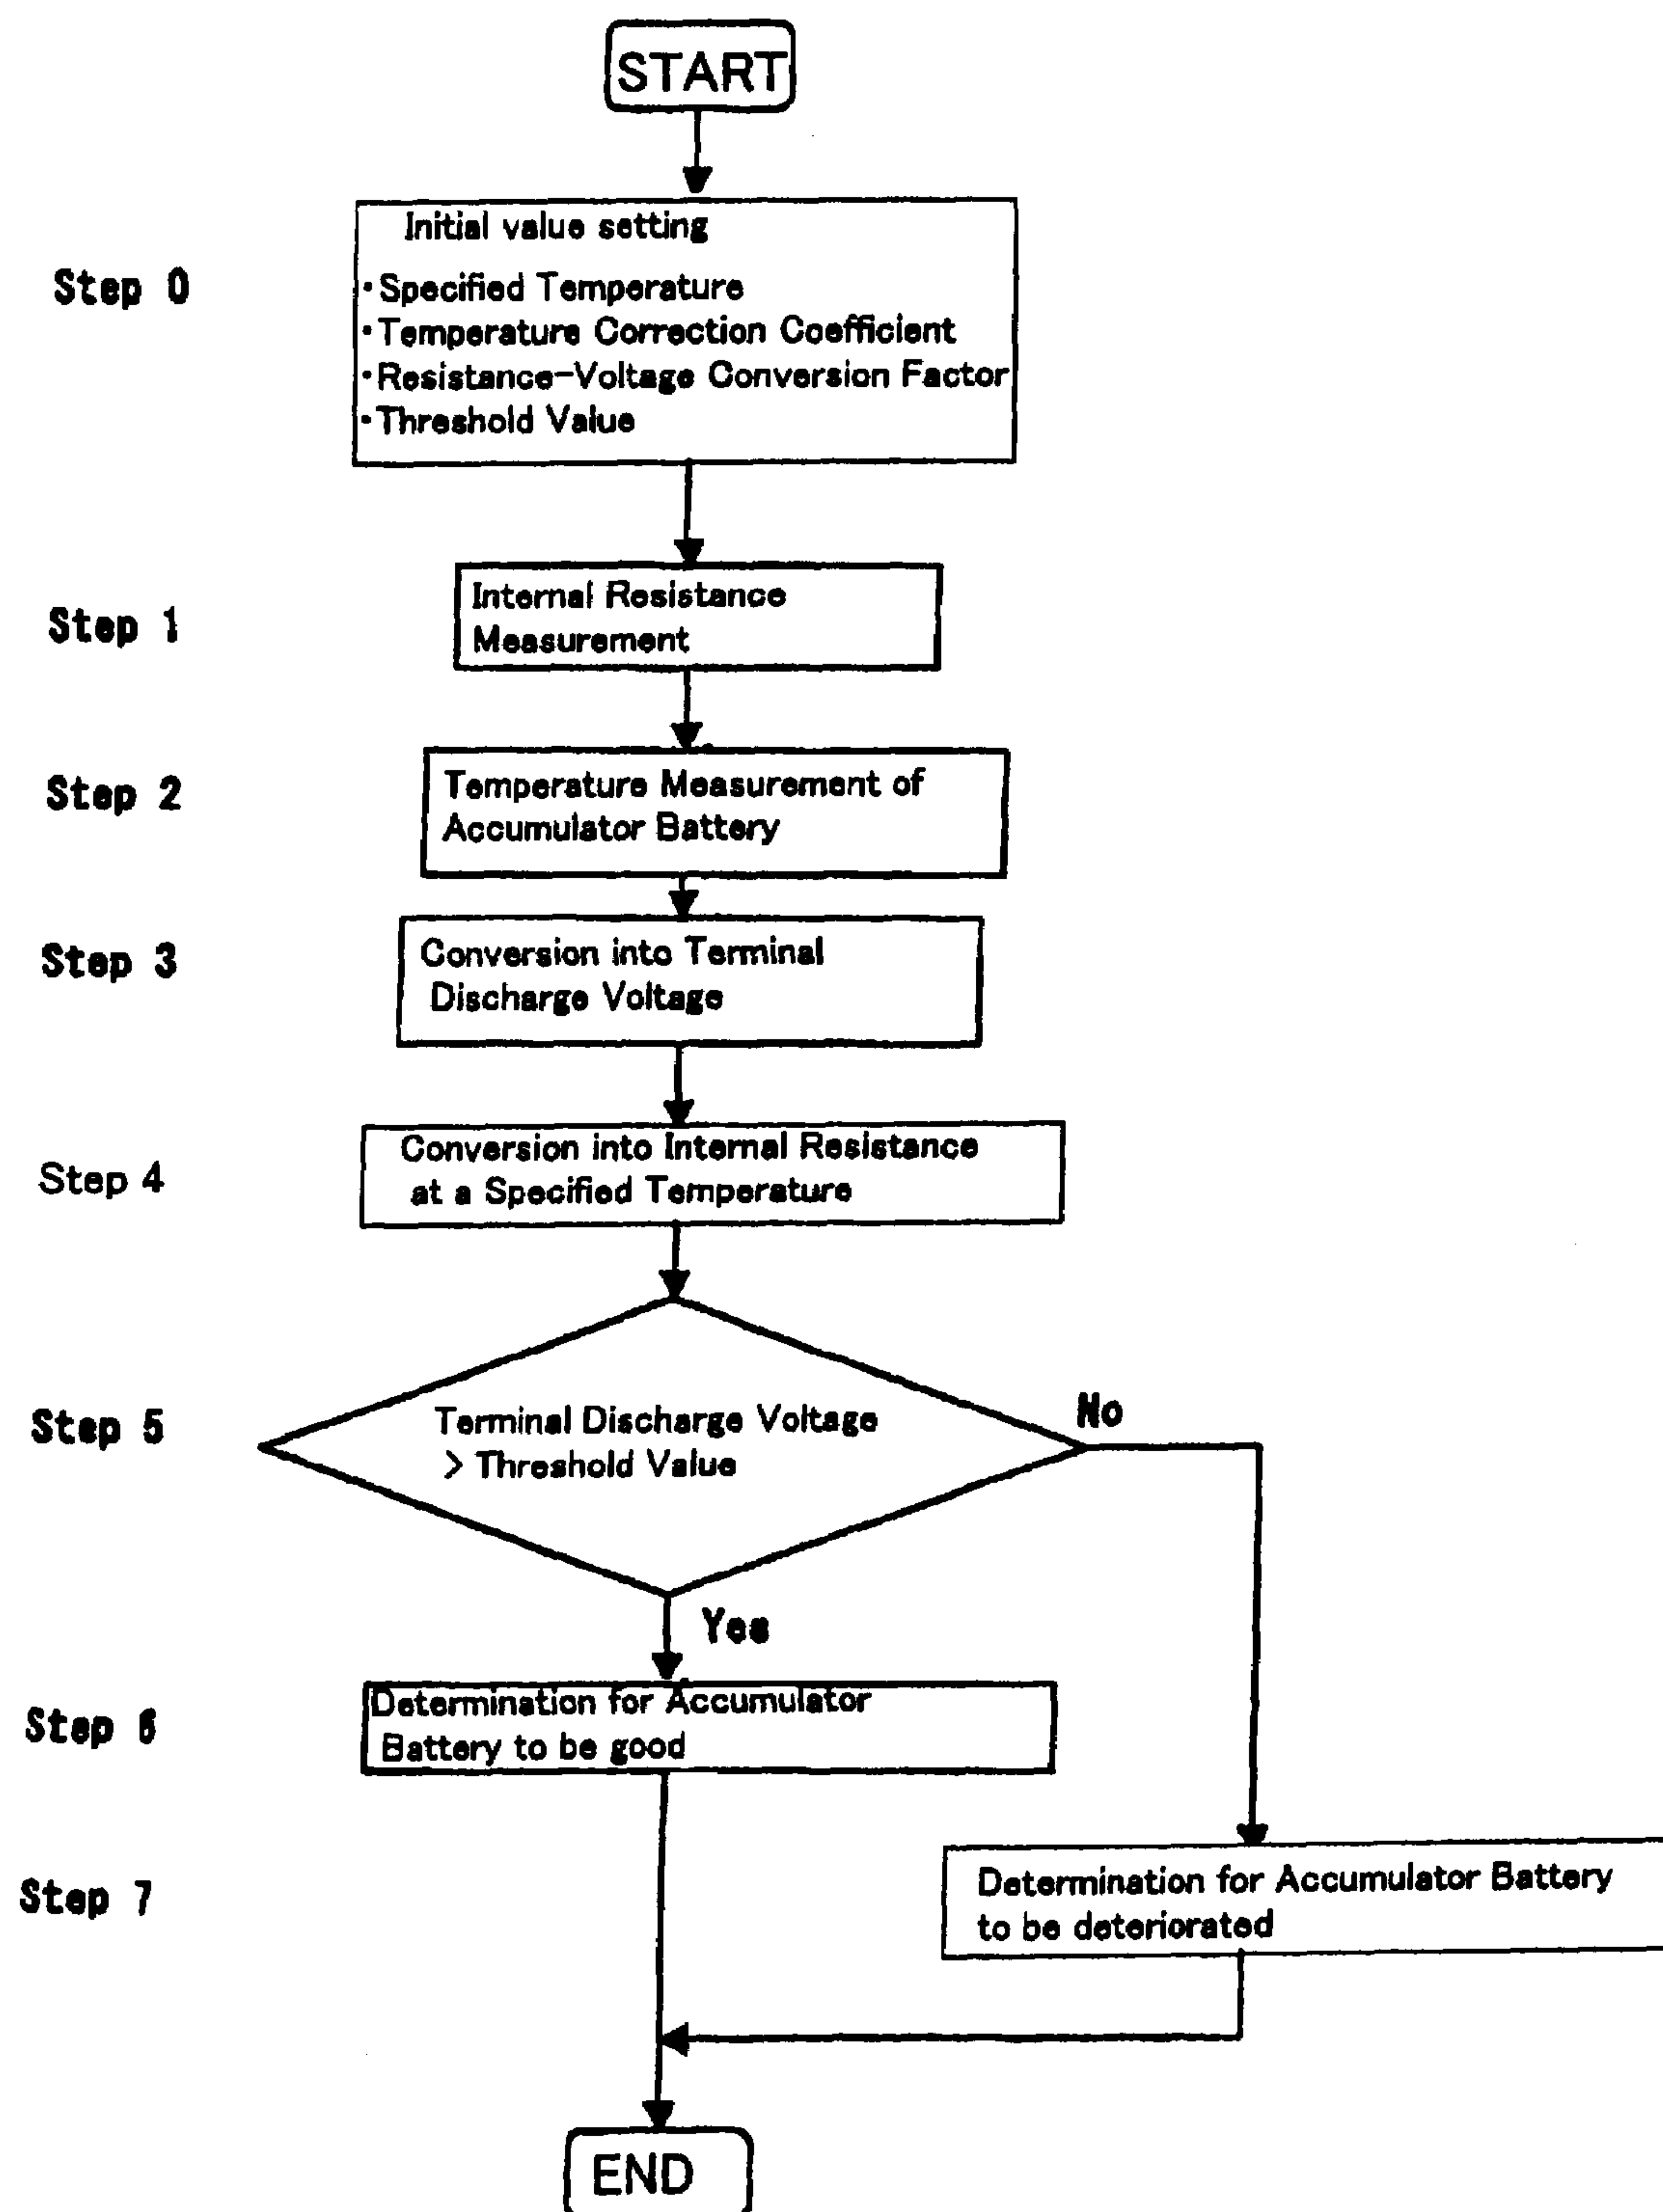 START
Step 0
Initial value setting
・Specified Temperature
・Temperature Correction Coefficient
・Resistance-Voltage Conversion Factor
・Threshold Value
Step 1
Internal Resistance
Measurement
Step 2
Temperature Measurement of
Accumulator Battery
Step 3
Conversion into Terminal
Discharge Voltage
Step 4
Conversion into Internal Resistance
at a Specified Temperature
Step 5
Terminal Discharge Voltage
> Threshold Value
No
Yes
Step 6
Determination for Accumulator
Battery to be good
Step 7
Determination for Accumulator Battery
to be deteriorated
END